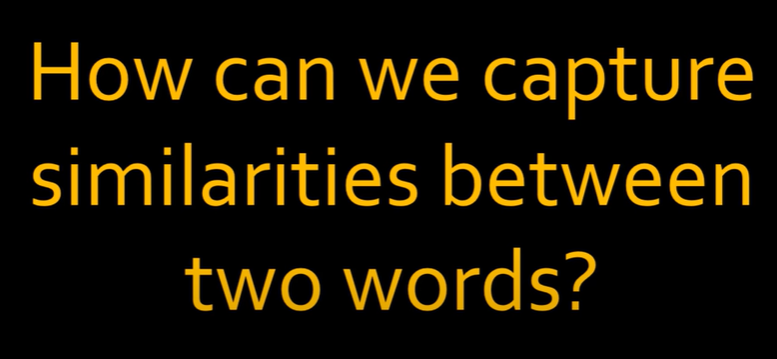 How can we capture
similarities between
two words?